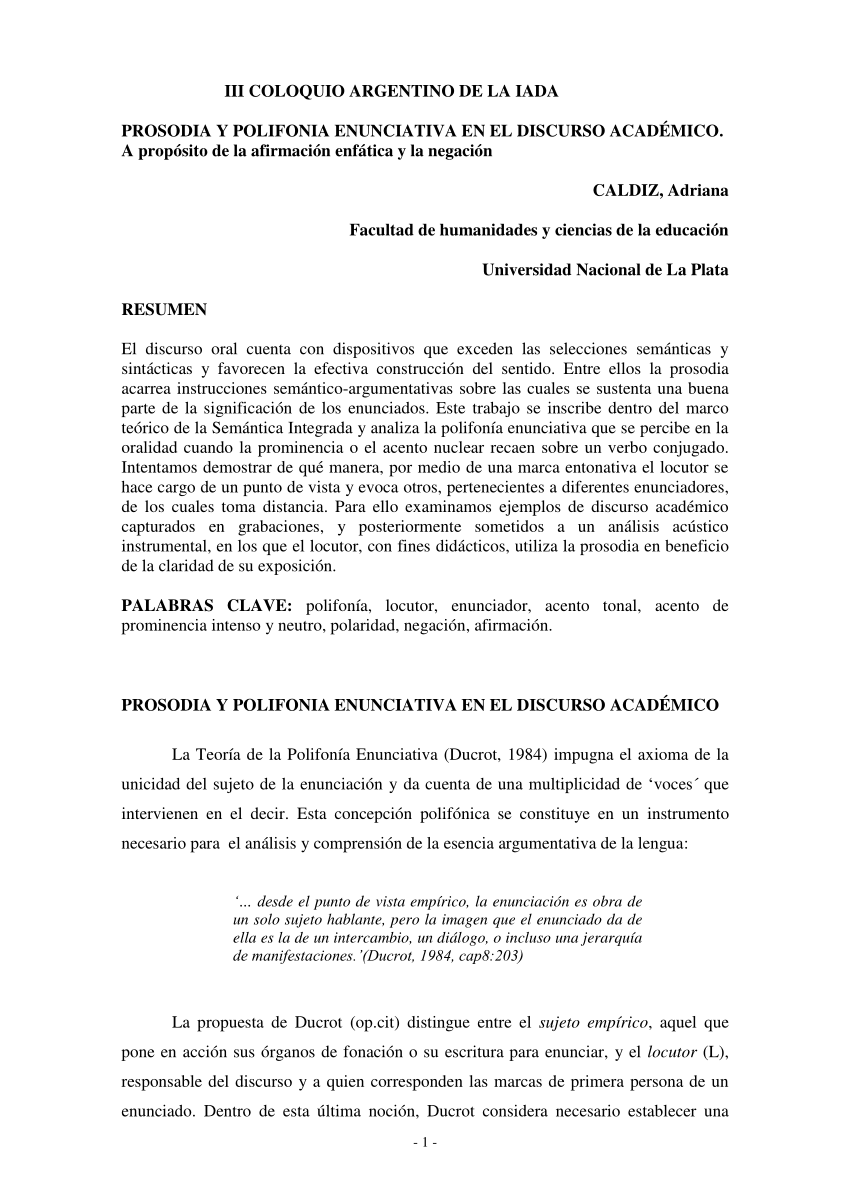 III COLOQUIO ARGENTINO DE LA IADA
PROSODIA Y POLIFONIA ENUNCIATIVA EN EL DISCURSO ACADÉMICO.
A propósito de la afirmación enfática y la negación
CALDIZ, Adriana
Facultad de humanidades y ciencias de la educación
Universidad Nacional de La Plata
RESUMEN
El discurso oral cuenta con dispositivos que exceden las selecciones semánticas y
sintácticas y favorecen la efectiva construcción del sentido. Entre ellos la prosodia
acarrea instrucciones semántico-argumentativas sobre las cuales se sustenta una buena
parte de la significación de los enunciados. Este trabajo se inscribe dentro del marco
teórico de la Semántica Integrada y analiza la polifonía enunciativa que se percibe en la
oralidad cuando la prominencia o el acento nuclear recaen sobre un verbo conjugado.
Intentamos demostrar de qué manera, por medio de una marca entonativa el locutor se
hace cargo de un punto de vista y evoca otros, pertenecientes a diferentes enunciadores,
de los cuales toma distancia. Para ello examinamos ejemplos de discurso académico
capturados en grabaciones, y posteriormente sometidos a un análisis acústico
instrumental, en los que el locutor, con fines didácticos, utiliza la prosodia en beneficio
de la claridad de su exposición.
PALABRAS CLAVE: polifonía, locutor, enunciador, acento tonal, acento de
prominencia intenso y neutro, polaridad, negación, afirmación.
PROSODIA Y POLIFONIA ENUNCIATIVA EN EL DISCURSO ACADÉMICO
La Teoría de la Polifonía Enunciativa (Ducrot, 1984) impugna el axioma de la
unicidad del sujeto de la enunciación y da cuenta de una multiplicidad de ‘voces´ que
intervienen en el decir. Esta concepción polifónica se constituye en un instrumento
necesario para  el análisis y comprensión de la esencia argumentativa de la lengua:
‘... desde el punto de vista empírico, la enunciación es obra de
un solo sujeto hablante, pero la imagen que el enunciado da de
ella es la de un intercambio, un diálogo, o incluso una jerarquía
de manifestaciones.’(Ducrot, 1984, cap8:203)
La propuesta de Ducrot (op.cit) distingue entre el sujeto empírico, aquel que
pone en acción sus órganos de fonación o su escritura para enunciar, y el locutor (L),
responsable del discurso y a quien corresponden las marcas de primera persona de un
enunciado. Dentro de esta última noción, Ducrot considera necesario establecer una
- 1 -